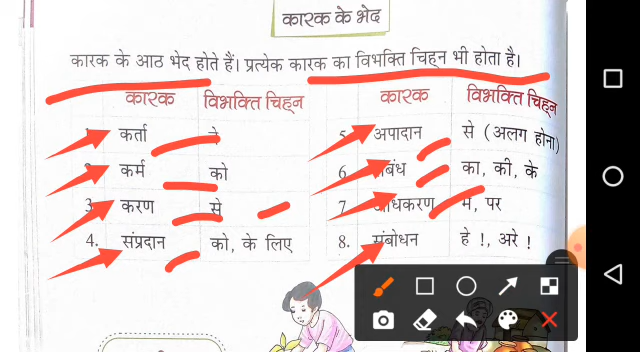 कारक के भेद
कारक के आठ भेद होते हैं। प्रत्येक कारक का विभक्ति चिह्न भी होता है।
कारक विभक्ति चिह्न
कर्ता ने
कर्म को
3. करण से
4. संप्रदान को, के लिए
कारक विभक्ति चिह्न
5 अपादान से (अलग होना)
6 संबंध का, की, के
7 अधिकरण में, पर
8. संबोधन हे !, अरे !